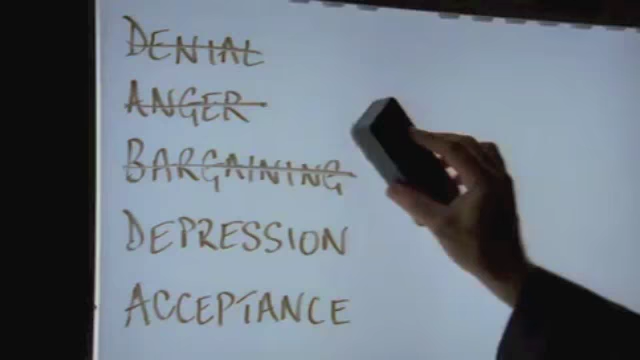 DENIAL
ANGER
BARGAINING
DEPRESSION
ACCEPTANCE